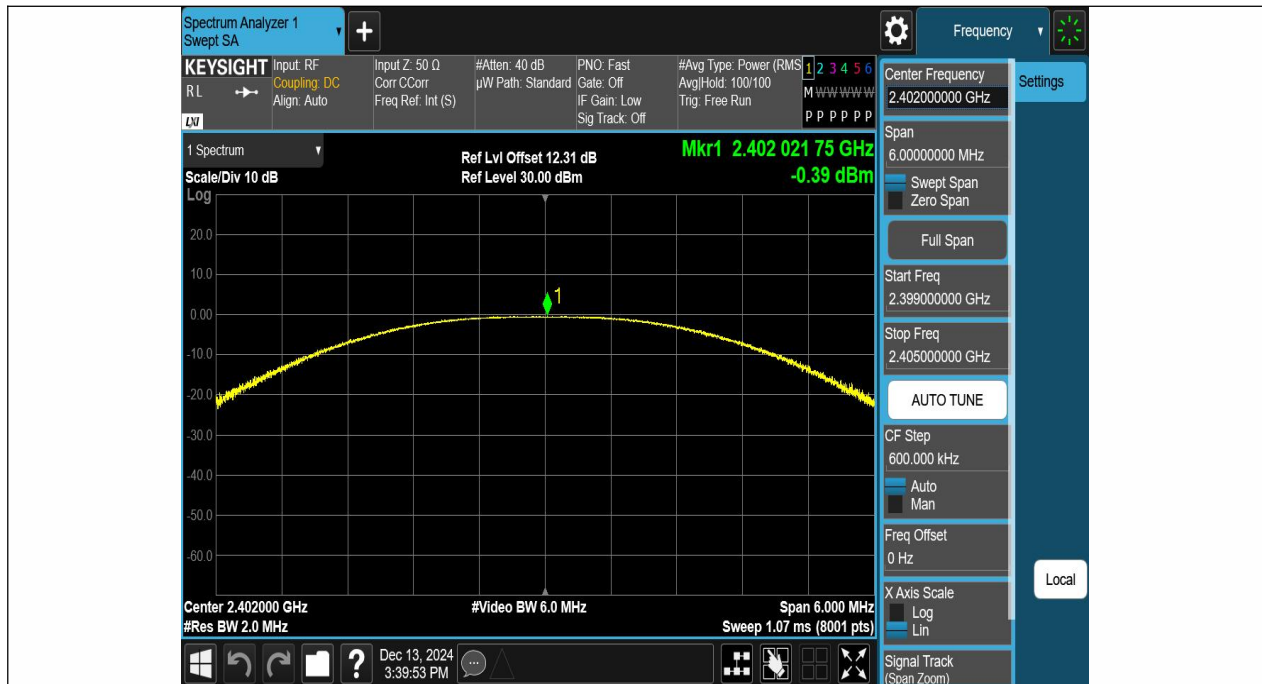 Spectrum Analyzer 1
Swept SA
+
Frequency
KEYSIGHT
R L
LXI
Input: RF
Coupling: DC
Align: Auto
Input Z: 50 Ω
Corr CCorr
Freq Ref: Int (S)
#Atten: 40 dB
µW Path: Standard
PNO: Fast
Gate: Off
IF Gain: Low
Sig Track: Off
#Avg Type: Power (RMS
Avg|Hold: 100/100
Trig: Free Run
1 2 3 4 5 6
M W W W W W
P P P P P P
1 Spectrum
Scale/Div 10 dB
Log
Ref Lvl Offset 12.31 dB
Ref Level 30.00 dBm
Mkr1 2.402 021 75 GHz
-0.39 dBm
20.0
10.0
0.00
-10.0
-20.0
-30.0
-40.0
-50.0
-60.0
1
Center 2.402000 GHz
#Res BW 2.0 MHz
#Video BW 6.0 MHz
Span 6.000 MHz
Sweep 1.07 ms (8001 pts)
Center Frequency
2.402000000 GHz
Settings
Span
6.00000000 MHz
Swept Span
Zero Span
Full Span
Start Freq
2.399000000 GHz
Stop Freq
2.405000000 GHz
AUTO TUNE
CF Step
600.000 kHz
Auto
Man
Freq Offset
0 Hz
X Axis Scale
Log
Lin
Local
Signal Track
(Span Zoom)
?
Dec 13, 2024
3:39:53 PM